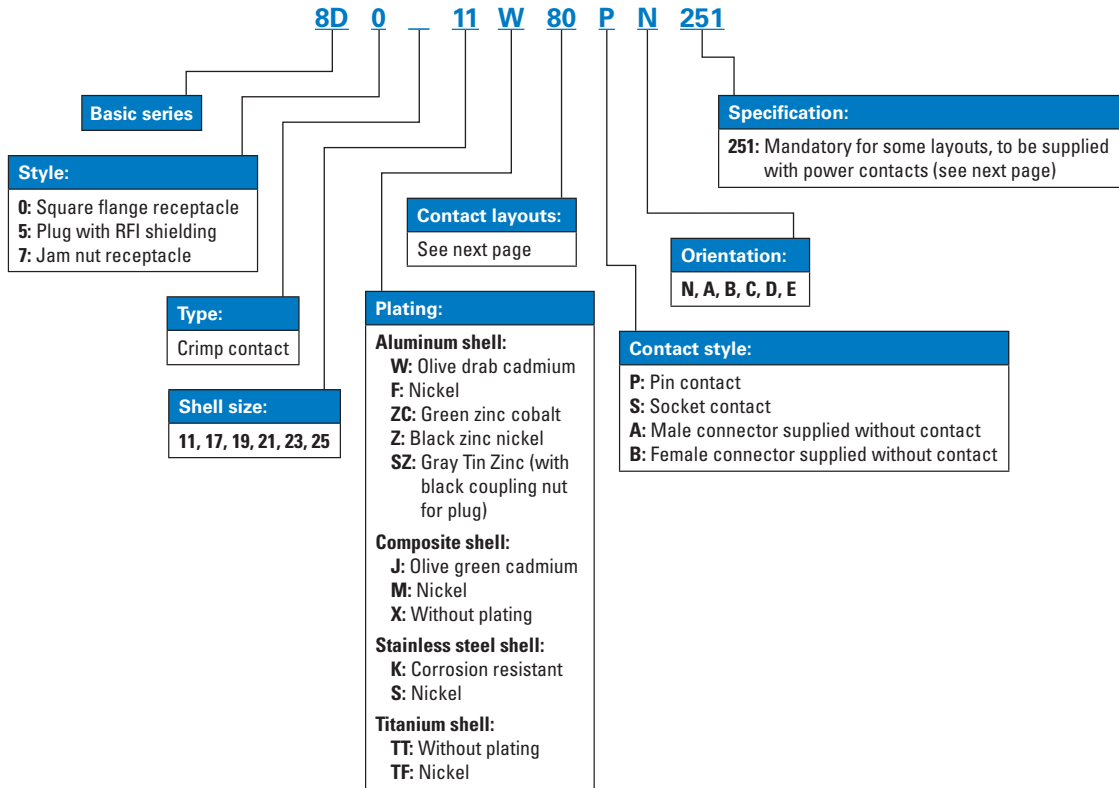 8D 0 _ 11 W 80 P N 251
Basic series
Specification:
251: Mandatory for some layouts, to be supplied
with power contacts (see next page)
Style:
0: Square flange receptacle
5: Plug with RFI shielding
7: Jam nut receptacle
Contact layouts:
See next page
Orientation:
N, A, B, C, D, E
Type:
Crimp contact
Plating:
Aluminum shell:
W: Olive drab cadmium
F: Nickel
ZC: Green zinc cobalt
Z: Black zinc nickel
SZ: Gray Tin Zinc (with
black coupling nut
for plug)
Composite shell:
J: Olive green cadmium
M: Nickel
X: Without plating
Stainless steel shell:
K: Corrosion resistant
S: Nickel
Titanium shell:
TT: Without plating
TF: Nickel
Contact style:
P: Pin contact
S: Socket contact
A: Male connector supplied without contact
B: Female connector supplied without contact
Shell size:
11, 17, 19, 21, 23, 25